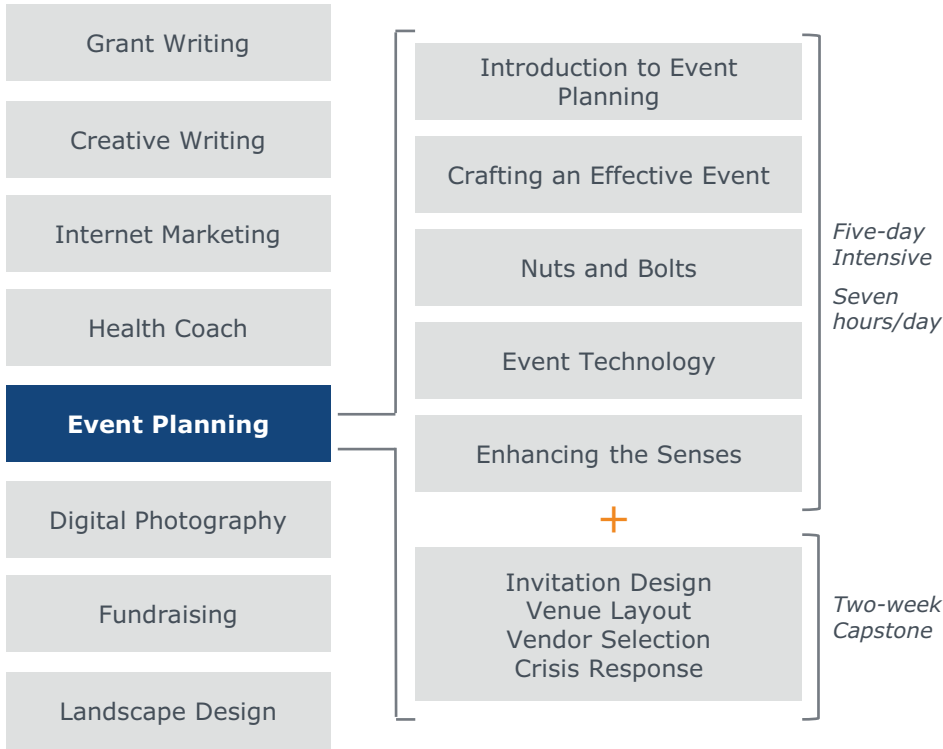 Grant Writing
Creative Writing
Internet Marketing
Health Coach
Event Planning
Digital Photography
Fundraising
Landscape Design
Introduction to Event
Planning
Crafting an Effective Event
Nuts and Bolts
Event Technology
Enhancing the Senses
+
Invitation Design
Venue Layout
Vendor Selection
Crisis Response
Five-day
Intensive
Seven
hours/day
Two-week
Capstone